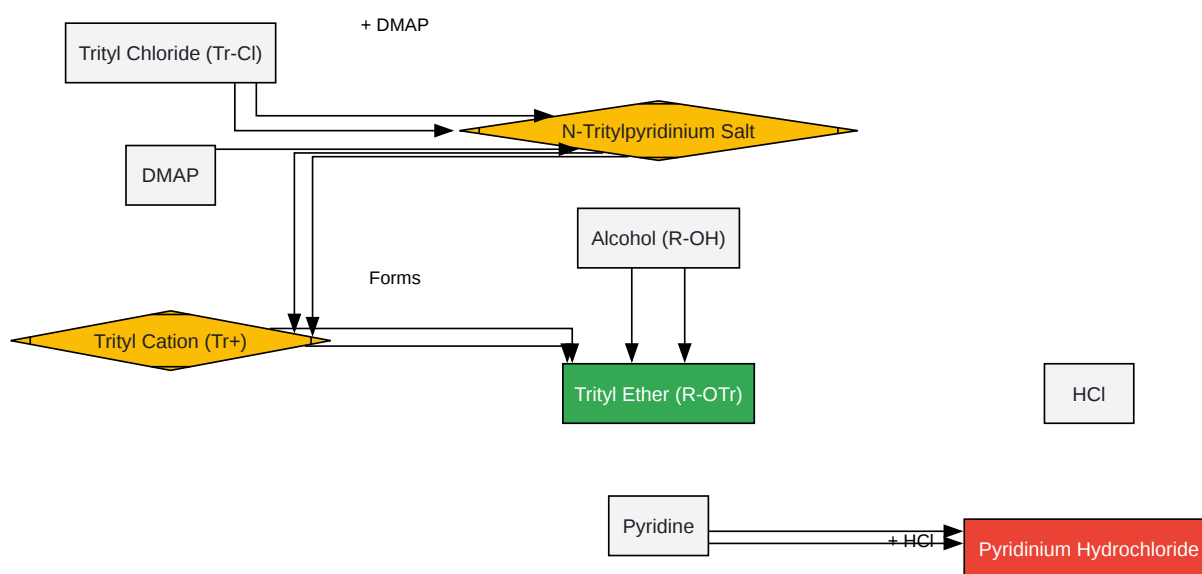 + DMAP
Trityl Chloride (Tr-Cl)
N-Tritylpyridinium Salt
DMAP
Alcohol (R-OH)
Forms
Trityl Cation (Tr+)
Trityl Ether (R-OTr)
HCl
Pyridine
+ HCl
Pyridinium Hydrochloride